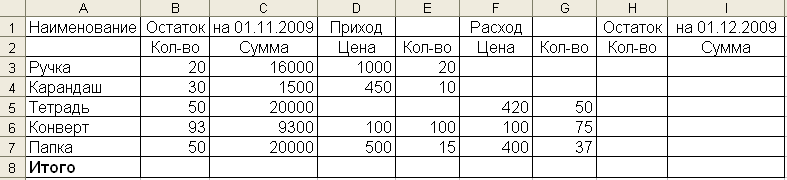 A B C D E F G H I
1 Наименование Остаток на 01.11.2009 Приход Расход Остаток на 01.12.2009
2 Кол-во Сумма Цена Кол-во Цена Кол-во Кол-во Сумма
3 Ручка 20 16000 1000 20
4 Карандаш 30 1500 450 10
5 Тетрадь 50 20000 420 50
6 Конверт 93 9300 100 100 100 75
7 Папка 50 20000 500 15 400 37
8 Итого